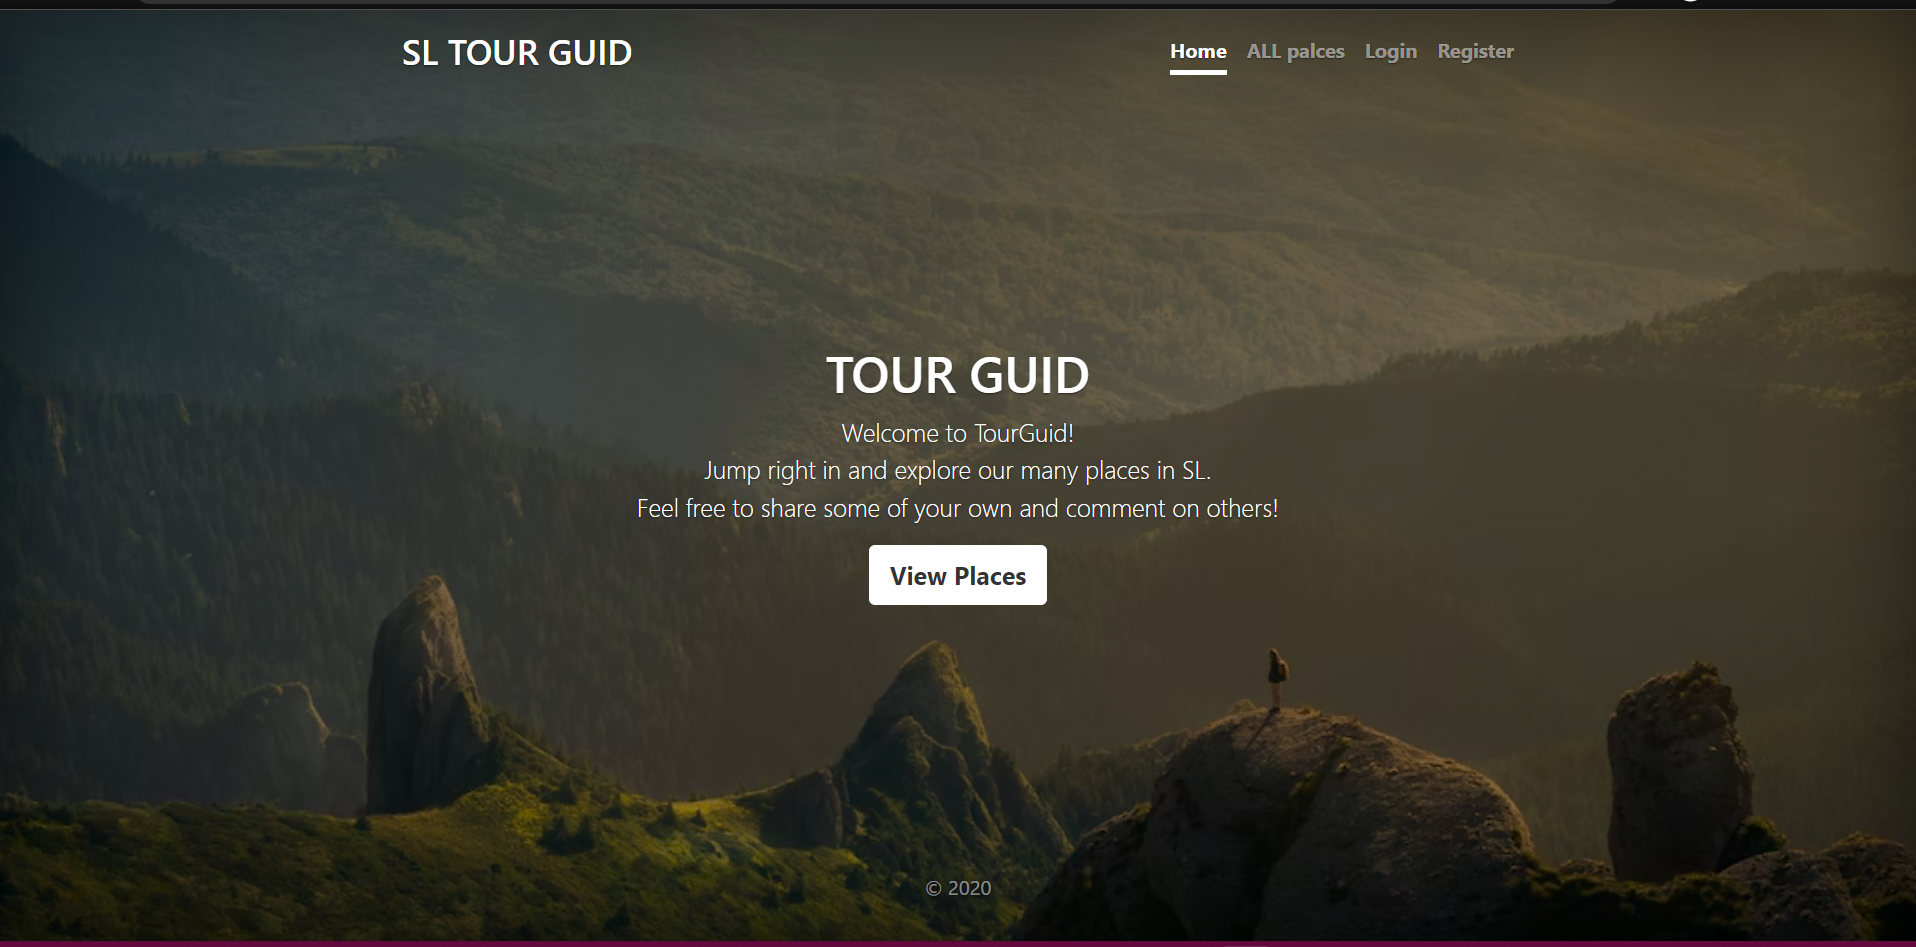 SL TOUR GUID
Home ALL palces Login Register
TOUR GUID
Welcome to TourGuid!
Jump right in and explore our many places in SL.
Feel free to share some of your own and comment on others!
View Places
© 2020